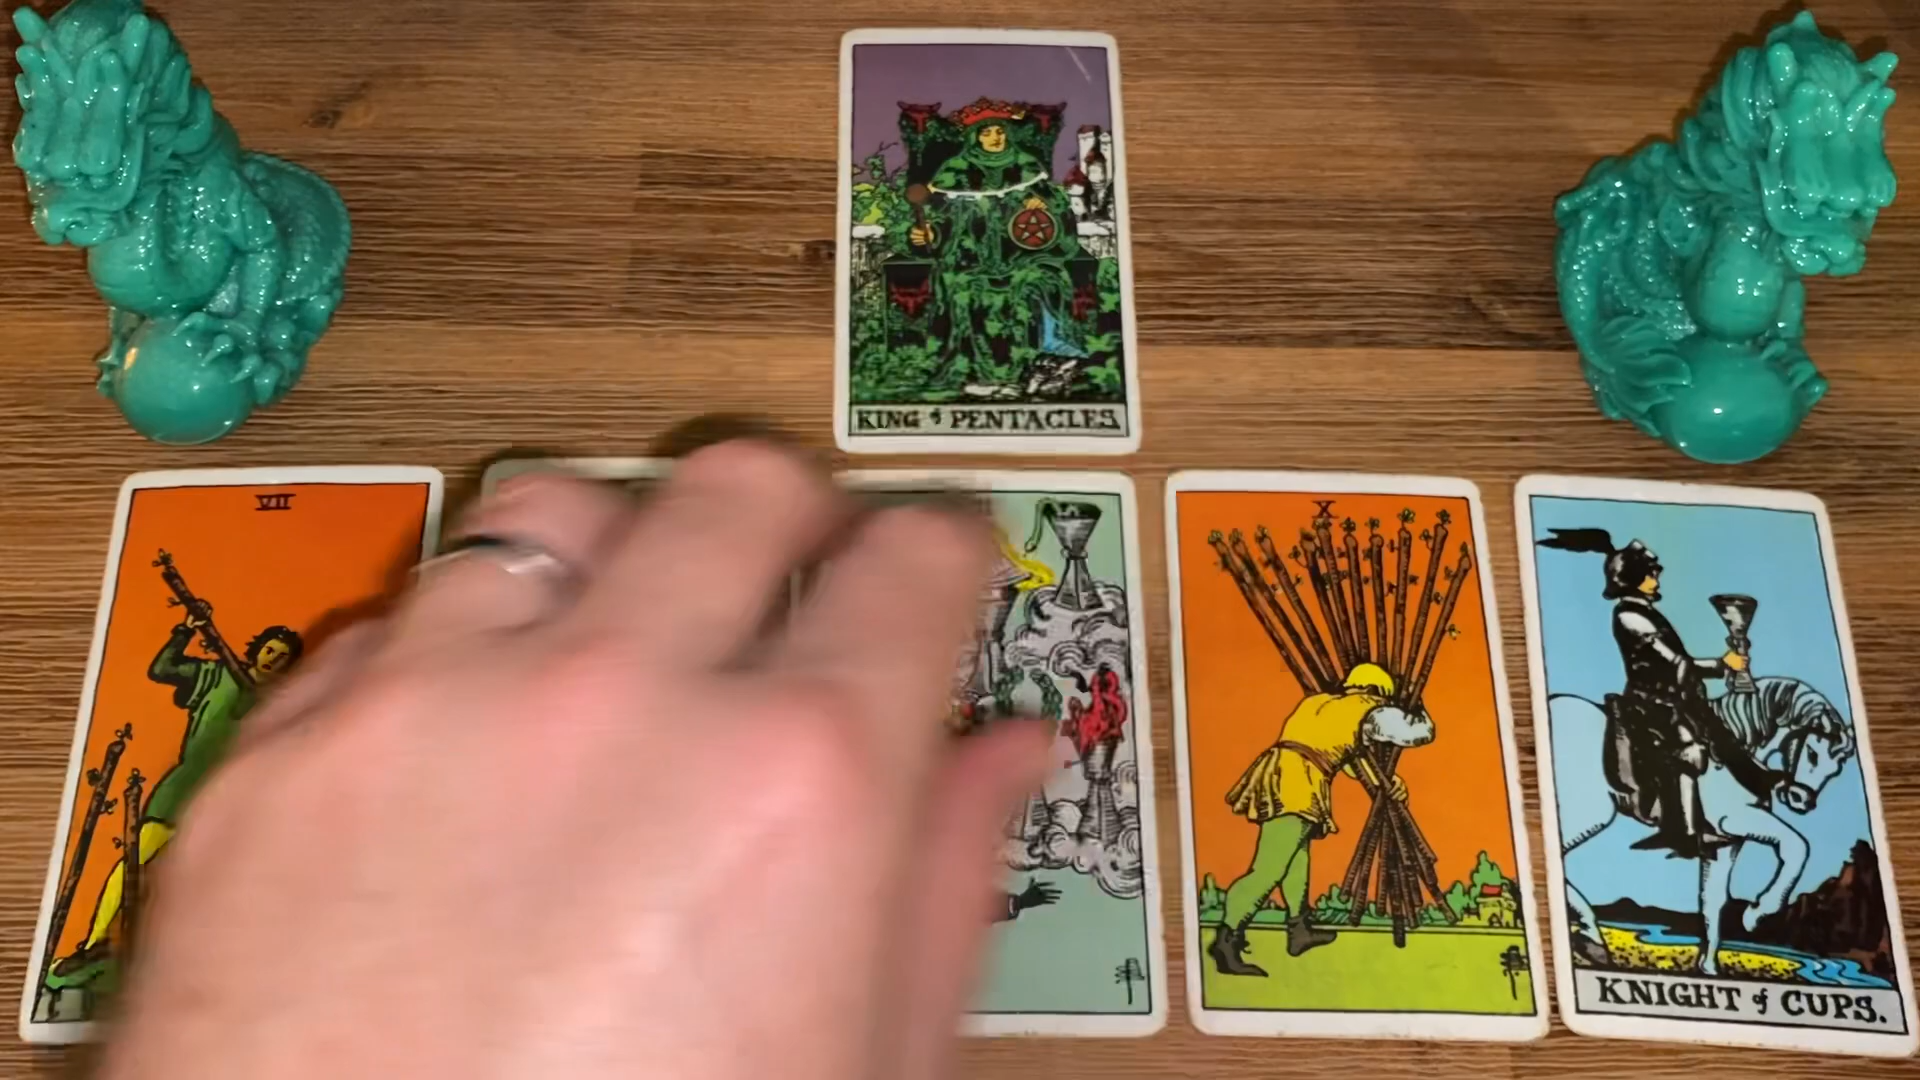 KING of PENTACLES
VII
X
KNIGHT of CUPS.